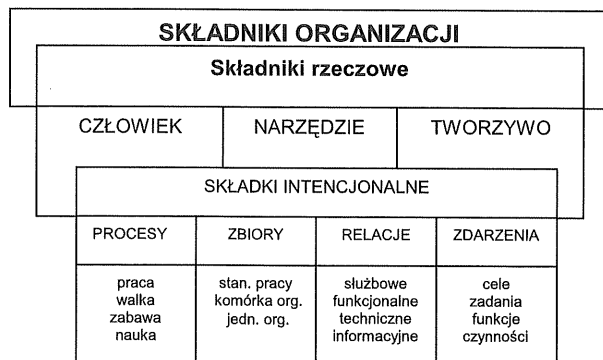 SKŁADNIKI ORGANIZACJI
Składniki rzeczowe
CZŁOWIEK NARZĘDZIE TWORZYWO
SKŁADKI INTENCJONALNE
PROCESY ZBIORY RELACJE ZDARZENIA
praca stan. pracy służbowe cele
walka komórka org. funkcjonalne zadania
zabawa jedn. org. techniczne funkcje
nauka informacyjne czynności